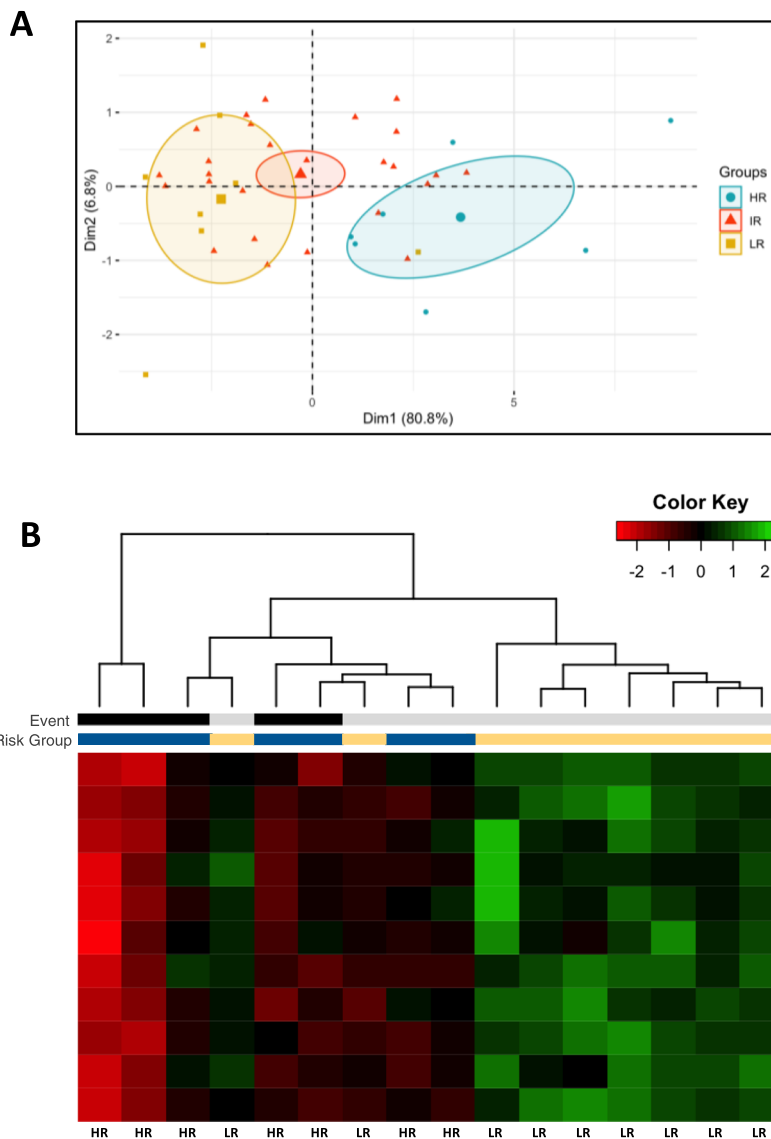 A
2
1
0
-1
-2
Dim2 (6.8%)
0 5
Dim1 (80.8%)
Groups
HR
IR
LR
B
Color Key
-2 -1 0 1 2
Event
Risk Group
HR HR HR LR HR HR LR HR HR LR LR LR LR LR LR LR